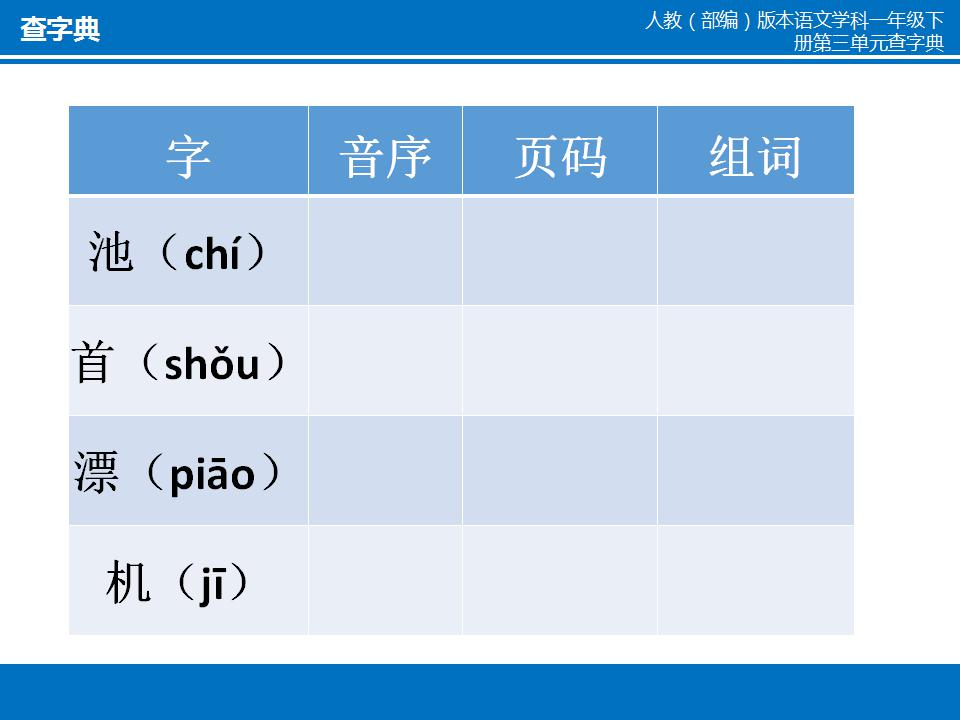 查字典
人教（部编）版本语文学科一年级下
册第三单元查字典
字 音序 页码 组词
池（chí）
首（shǒu）
漂（piāo）
机（jī）